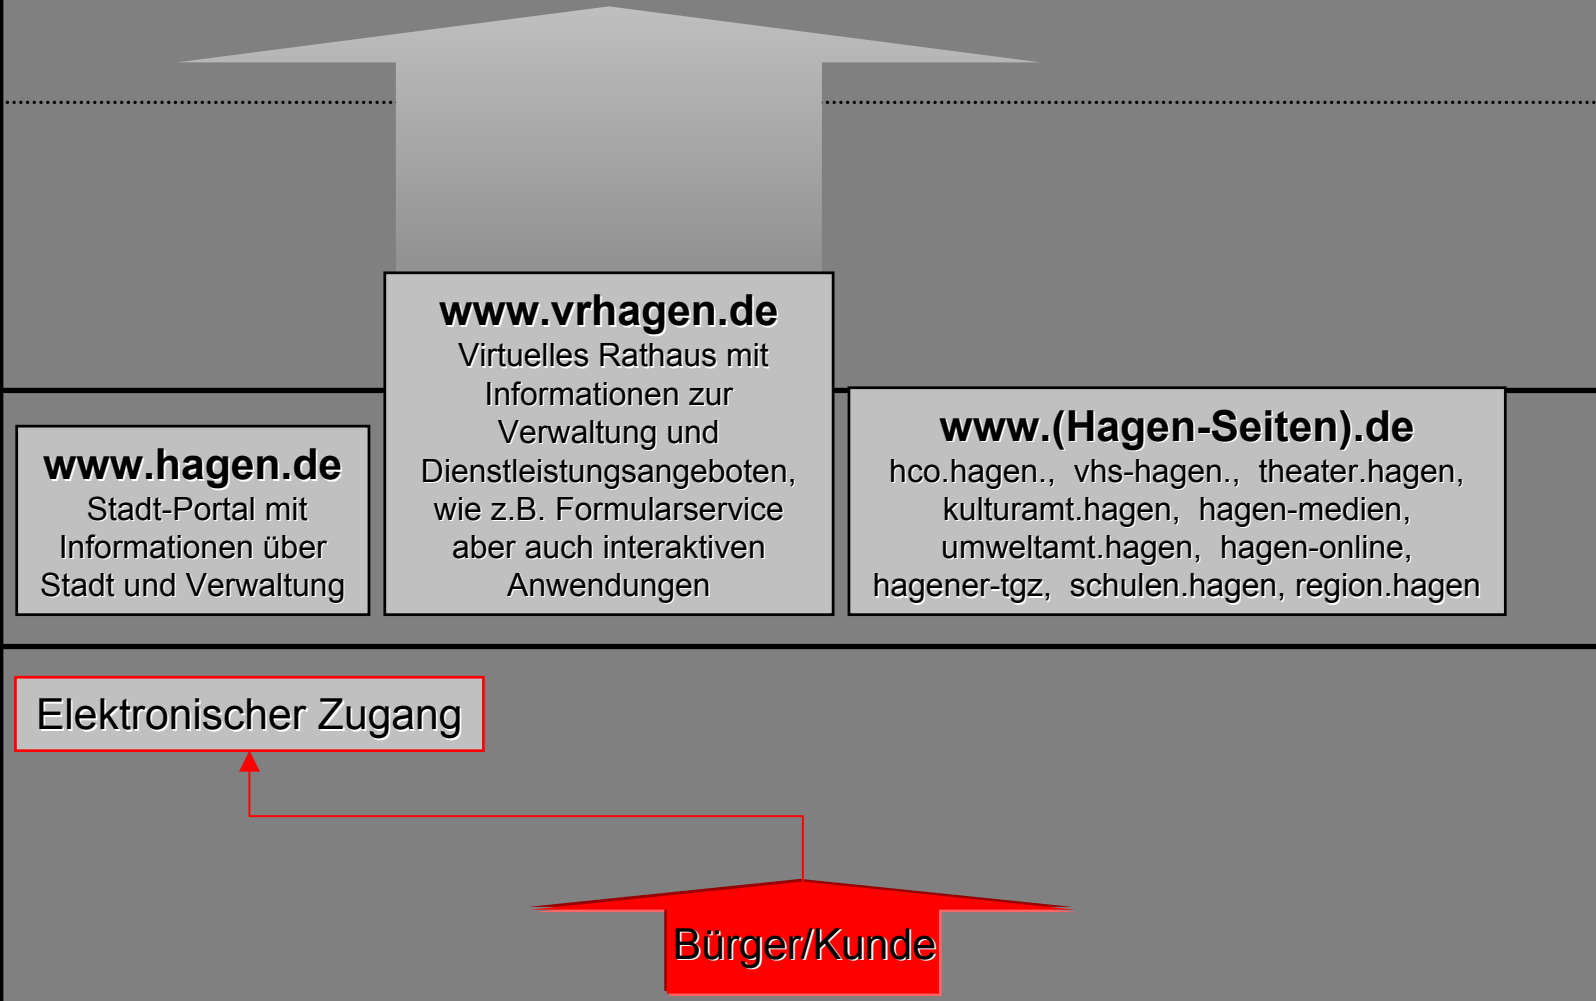 www.hagen.de
Stadt-Portal mit
Informationen über
Stadt und Verwaltung
www.vrhagen.de
Virtuelles Rathaus mit
Informationen zur
Verwaltung und
Dienstleistungsangeboten,
wie z.B. Formularservice
aber auch interaktiven
Anwendungen
www.(Hagen-Seiten).de
hco.hagen., vhs-hagen., theater.hagen,
kulturamt.hagen, hagen-medien,
umweltamt.hagen, hagen-online,
hagener-tgz, schulen.hagen, region.hagen
Elektronischer Zugang
Bürger/Kunde